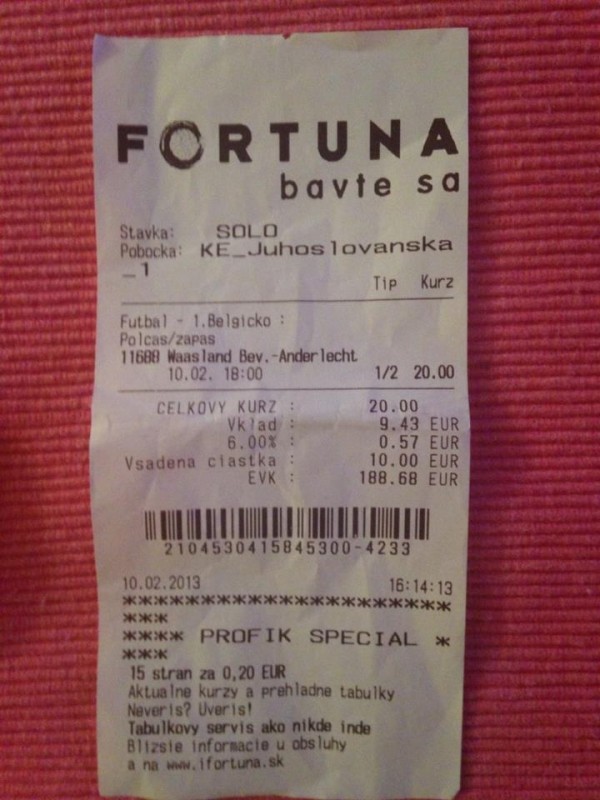 FORTUNA
bavte sa
Stavka: SOLO
Pobocka: KE_Juhoslovanska
_1
Tip Kurz
Futbal - 1.Belgicko :
Polcas/zapas
11688 Waasland Bev.-Anderlecht
10.02. 18:00 1/2 20.00
CELKOVY KURZ : 20.00
Vklad : 9.43 EUR
6.00% : 0.57 EUR
Vsadena ciastka : 10.00 EUR
EVK : 188.68 EUR
2104530415845300-4233
10.02.2013 16:14:13
**********************
***
**** PROFIK SPECIAL *
***
15 stran za 0,20 EUR
Aktualne kurzy a prehladne tabulky
Neveris? Uveris!
Tabulkovy servis ako nikde inde
Blizsie informacie u obsluhy
a na www.ifortuna.sk